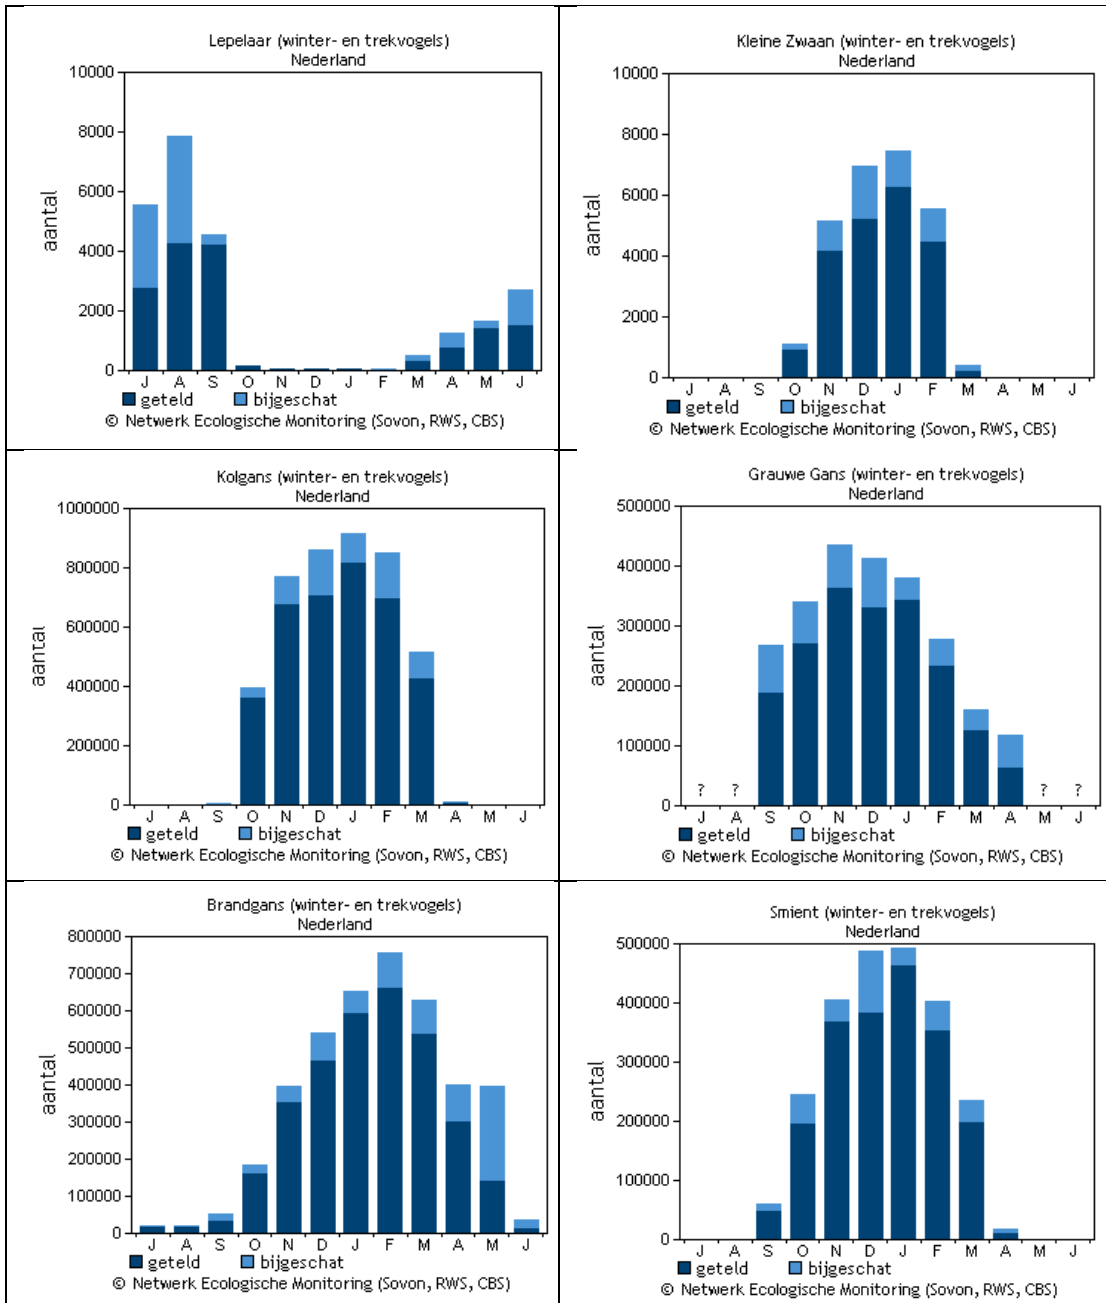 Lepelaar (winter- en trekvogels)
Nederland
10000
8000
6000
4000
2000
0
aantal
J A S O N D J F M A M J
geteld bijgeschat
© Netwerk Ecologische Monitoring (Sovon, RWS, CBS)
Kleine Zwaan (winter- en trekvogels)
Nederland
10000
8000
6000
4000
2000
0
aantal
J A S O N D J F M A M J
geteld bijgeschat
© Netwerk Ecologische Monitoring (Sovon, RWS, CBS)
Kolgans (winter- en trekvogels)
Nederland
1000000
800000
600000
400000
200000
0
aantal
J A S O N D J F M A M J
geteld bijgeschat
© Netwerk Ecologische Monitoring (Sovon, RWS, CBS)
Grauwe Gans (winter- en trekvogels)
Nederland
500000
400000
300000
200000
100000
0
aantal
? ? ? ?
J A S O N D J F M A M J
geteld bijgeschat
© Netwerk Ecologische Monitoring (Sovon, RWS, CBS)
Brandgans (winter- en trekvogels)
Nederland
800000
700000
600000
500000
400000
300000
200000
100000
0
aantal
J A S O N D J F M A M J
geteld bijgeschat
© Netwerk Ecologische Monitoring (Sovon, RWS, CBS)
Smient (winter- en trekvogels)
Nederland
500000
400000
300000
200000
100000
0
aantal
J A S O N D J F M A M J
geteld bijgeschat
© Netwerk Ecologische Monitoring (Sovon, RWS, CBS)